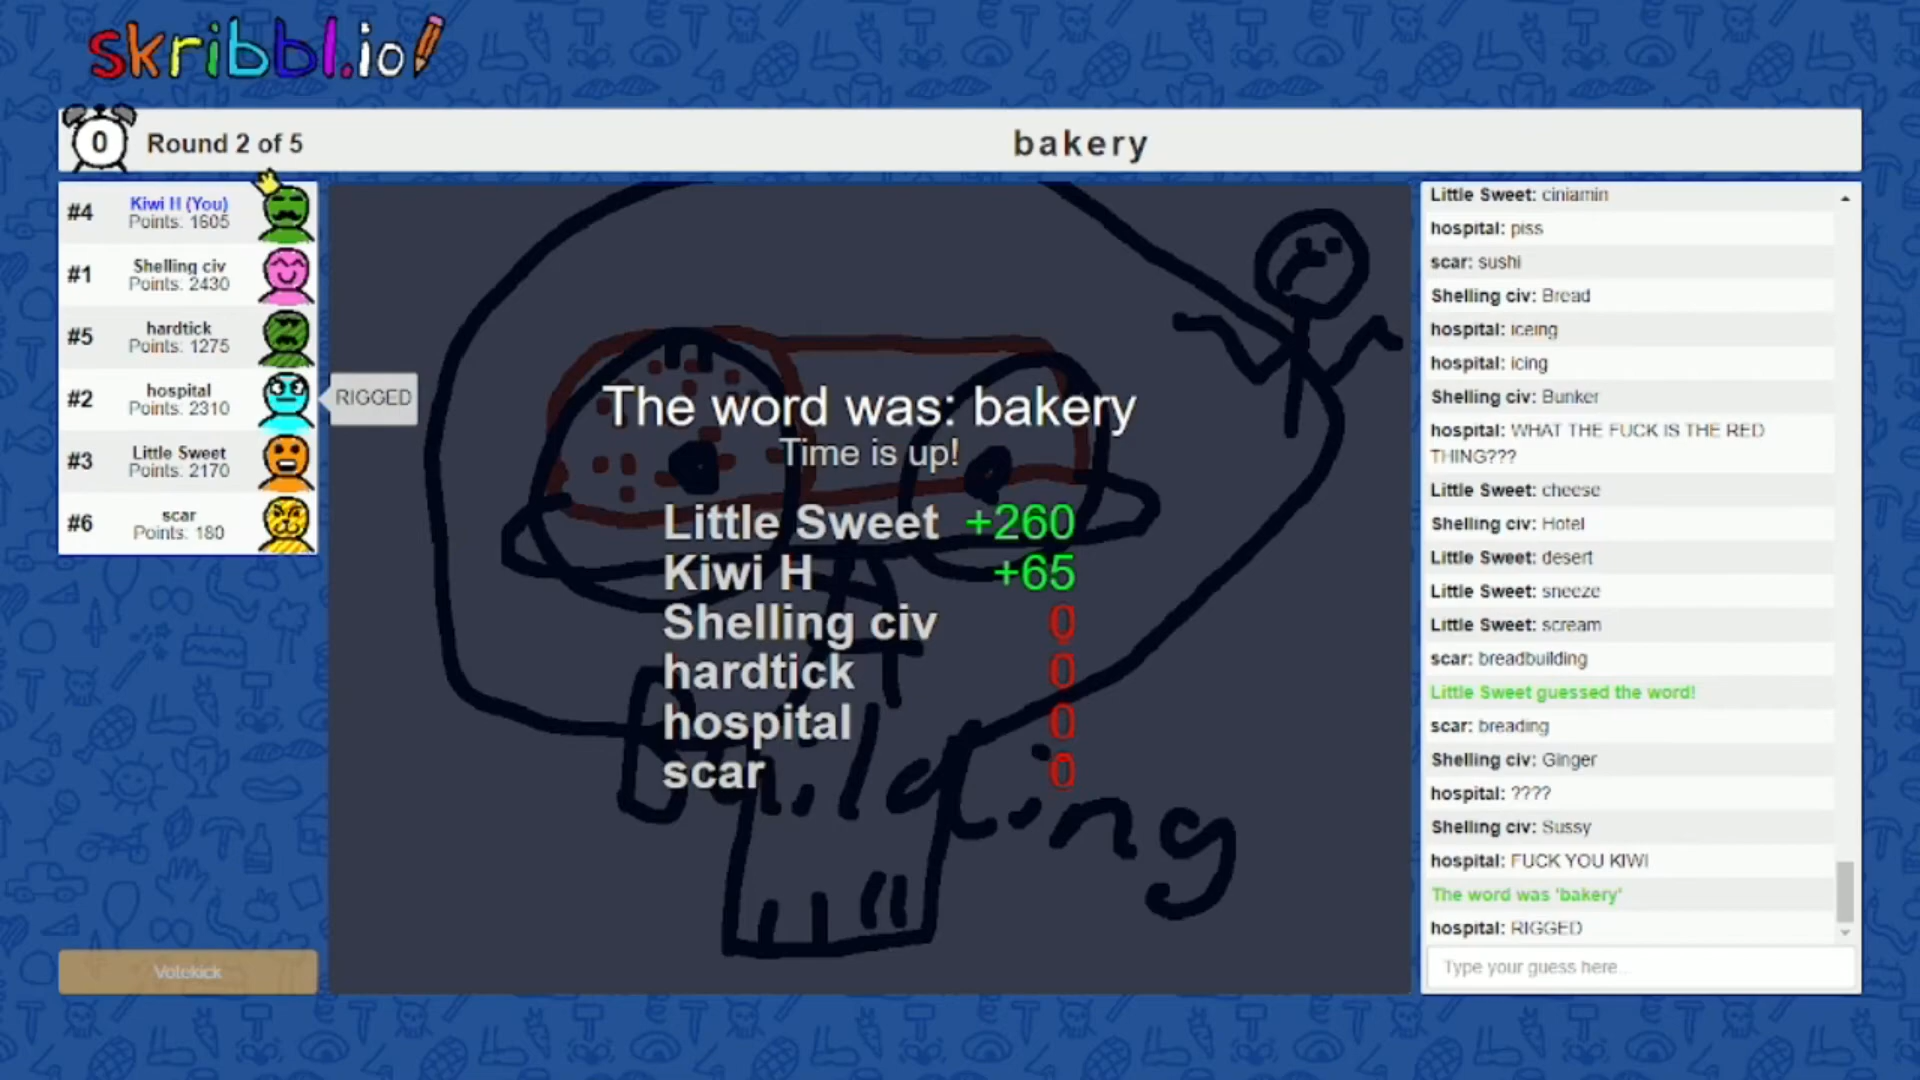 skribbl.io
0
Round 2 of 5
bakery
#4
Kiwi H (You)
Points: 1605
#1
Shelling civ
Points: 2430
#5
hardtick
Points: 1275
#2
hospital
Points: 2310
RIGGED
#3
Little Sweet
Points: 2170
#6
scar
Points: 180
Votekick
The word was: bakery
Time is up!
Little Sweet +260
Kiwi H +65
Shelling civ 0
hardtick 0
hospital 0
scar 0
Building
Little Sweet: ciniamin
hospital: piss
scar: sushi
Shelling civ: Bread
hospital: iceing
hospital: icing
Shelling civ: Bunker
hospital: WHAT THE FUCK IS THE RED
THING???
Little Sweet: cheese
Shelling civ: Hotel
Little Sweet: desert
Little Sweet: sneeze
Little Sweet: scream
scar: breadbuilding
Little Sweet guessed the word!
scar: breading
Shelling civ: Ginger
hospital: ????
Shelling civ: Sussy
hospital: FUCK YOU KIWI
The word was 'bakery'
hospital: RIGGED
Type your guess here...